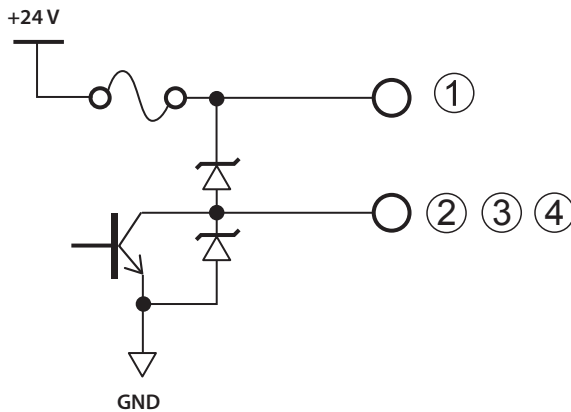 +24 V
①
② ③ ④
GND